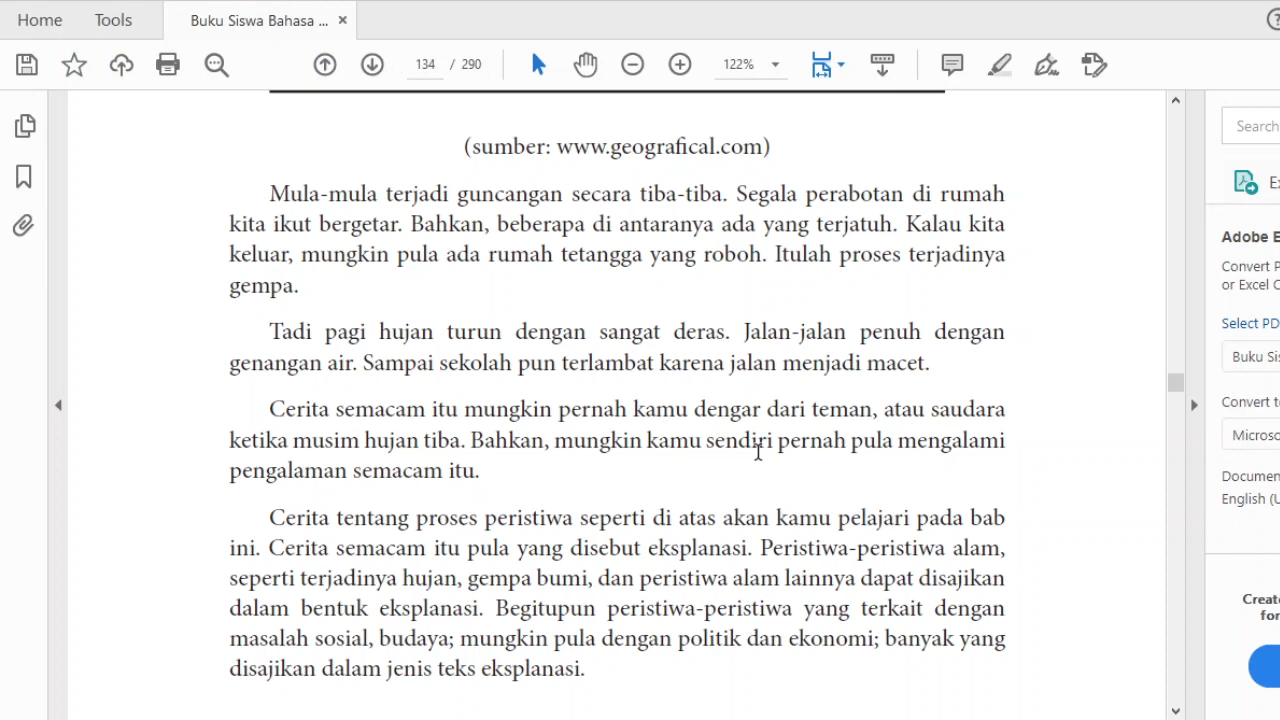 Home
Tools
Buku Siswa Bahasa ...
134 / 290
122%
(sumber: www.geografical.com)
Mula-mula terjadi guncangan secara tiba-tiba. Segala perabotan di rumah
kita ikut bergetar. Bahkan, beberapa di antaranya ada yang terjatuh. Kalau kita
keluar, mungkin pula ada rumah tetangga yang roboh. Itulah proses terjadinya
gempa.
Tadi pagi hujan turun dengan sangat deras. Jalan-jalan penuh dengan
genangan air. Sampai sekolah pun terlambat karena jalan menjadi macet.
Cerita semacam itu mungkin pernah kamu dengar dari teman, atau saudara
ketika musim hujan tiba. Bahkan, mungkin kamu sendiri pernah pula mengalami
pengalaman semacam itu.
Cerita tentang proses peristiwa seperti di atas akan kamu pelajari pada bab
ini. Cerita semacam itu pula yang disebut eksplanasi. Peristiwa-peristiwa alam,
seperti terjadinya hujan, gempa bumi, dan peristiwa alam lainnya dapat disajikan
dalam bentuk eksplanasi. Begitupun peristiwa-peristiwa yang terkait dengan
masalah sosial, budaya; mungkin pula dengan politik dan ekonomi; banyak yang
disajikan dalam jenis teks eksplanasi.
Search
Ex
Adobe E
Convert P
or Excel O
Select PD
Buku Sis
Convert to
Microso
Documen
English (U
Create
for